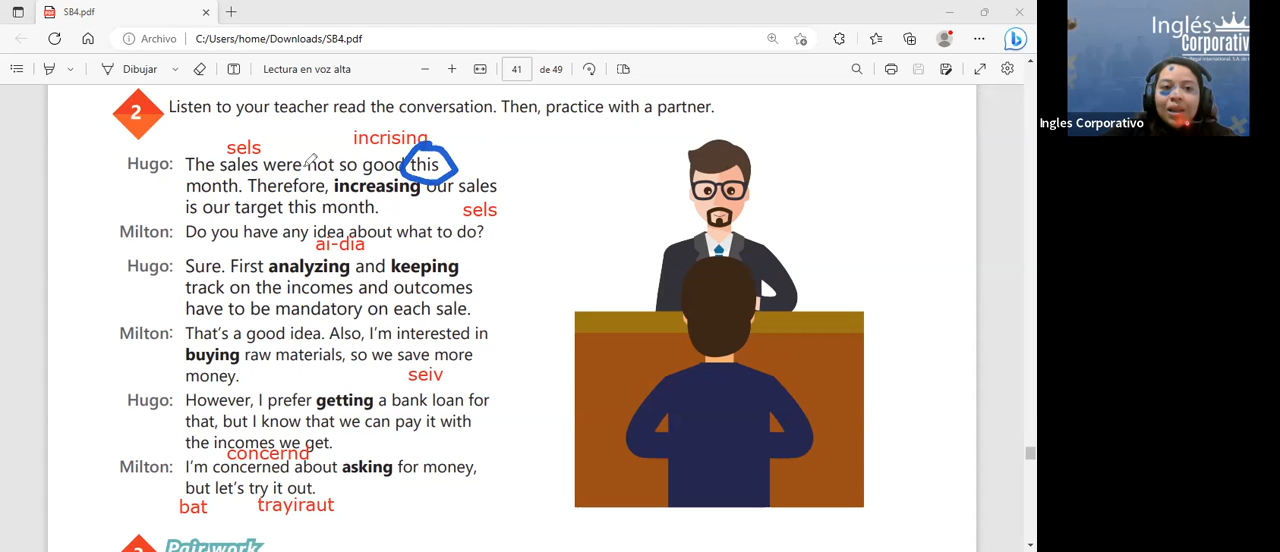 SB4.pdf
Archivo
C:/Users/home/Downloads/SB4.pdf
Dibujar
Lectura en voz alta
41
de 49
Inglés
Corporativo
Ingles Corporativo
2
Listen to your teacher read the conversation. Then, practice with a partner.
sels
incrising
Hugo: The sales were not so good this
month. Therefore, increasing our sales
is our target this month.
sels
Milton: Do you have any idea about what to do?
ai-dia
Hugo: Sure. First analyzing and keeping
track on the incomes and outcomes
have to be mandatory on each sale.
Milton: That's a good idea. Also, I'm interested in
buying raw materials, so we save more
money.
seiv
Hugo: However, I prefer getting a bank loan for
that, but I know that we can pay it with
the incomes we get.
concernd
Milton: I'm concerned about asking for money,
but let's try it out.
bat
trayiraut
3
Pair work